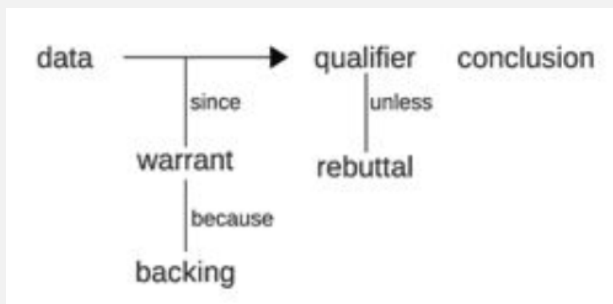 data qualifier conclusion
since unless
warrant rebuttal
because
backing